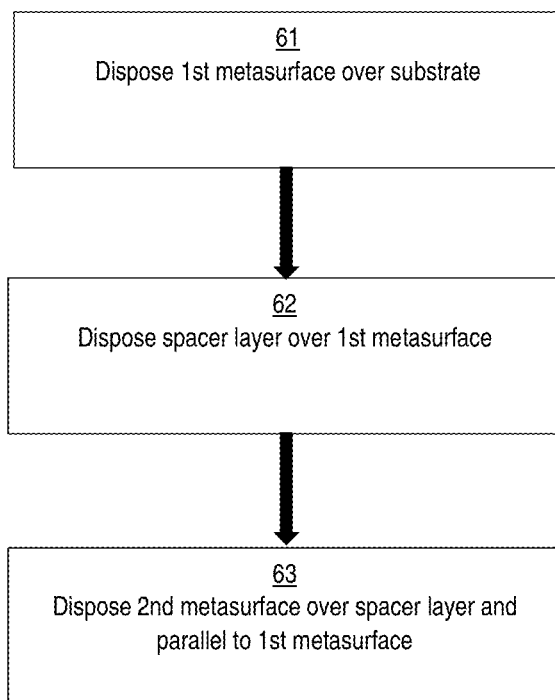 61
Dispose 1st metasurface over substrate
62
Dispose spacer layer over 1st metasurface
63
Dispose 2nd metasurface over spacer layer and
parallel to 1st metasurface